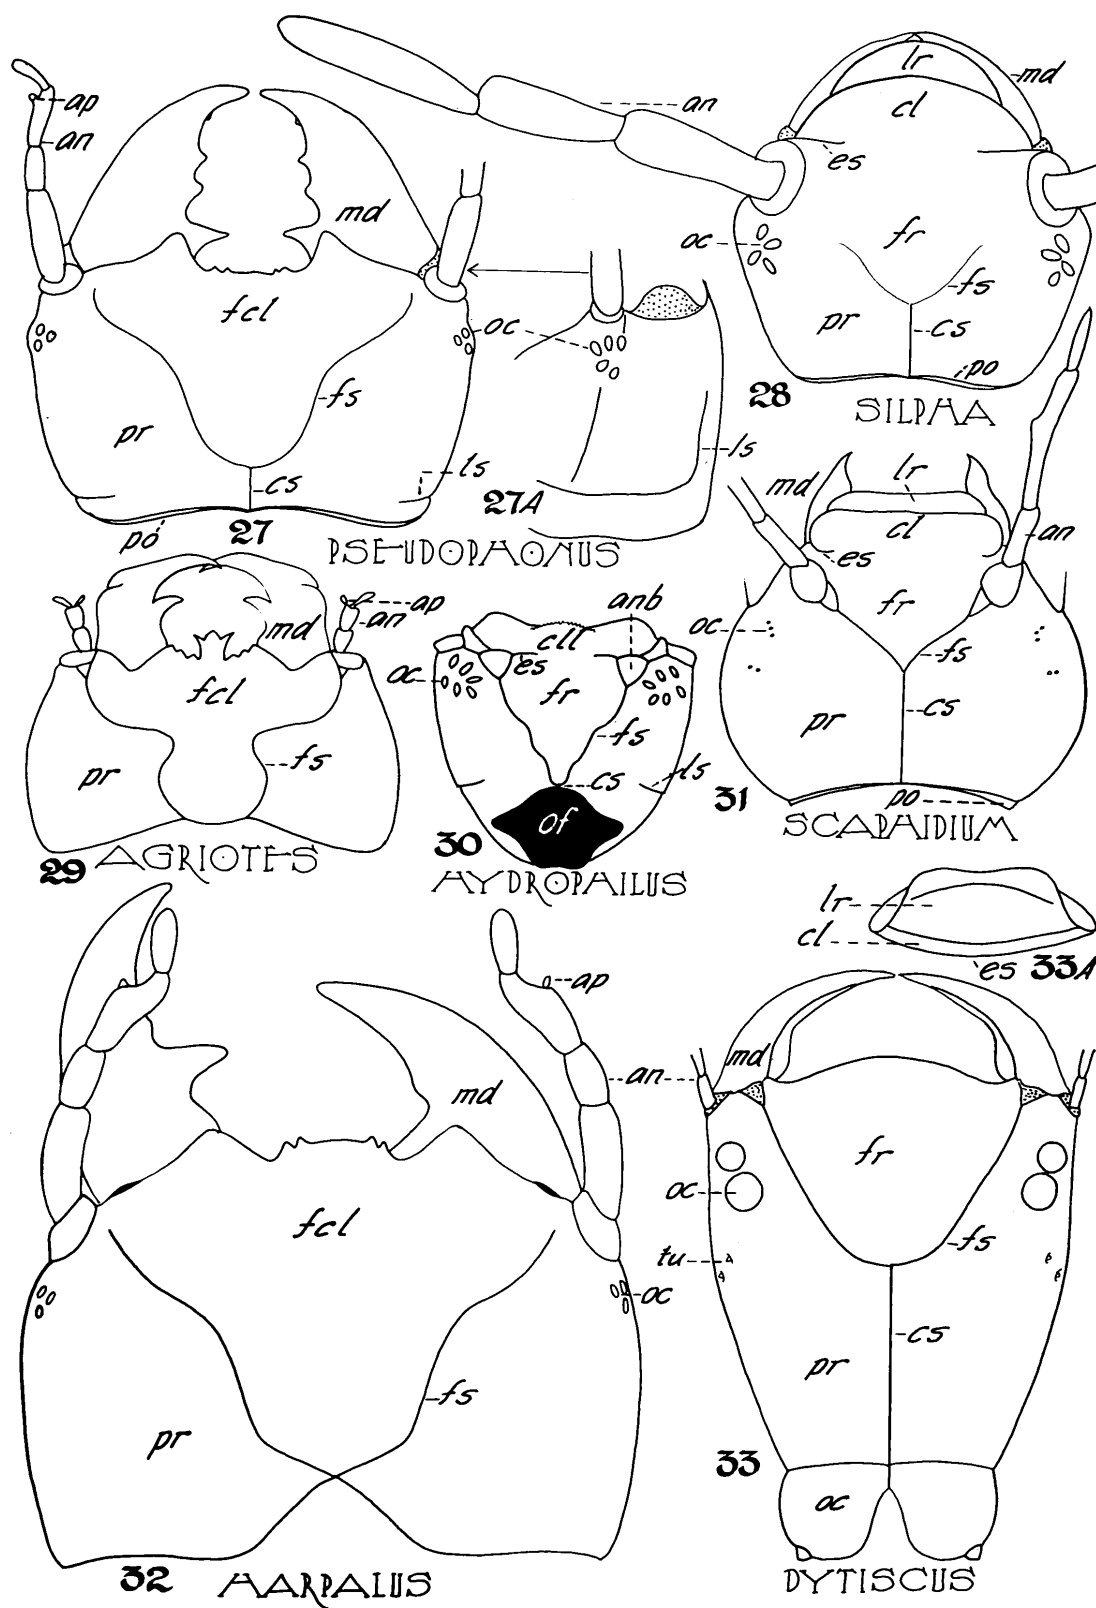 ap
an
md
fcl
oc
fs
pr
ls
cs
po
27
27A
ls
PSEUDOPHONUS
an
lr
md
cl
es
oc
fr
fs
pr
cs
po
28
SILPHA
ap
an
md
fcl
fs
pr
29
AGRIOTES
anb
cll
es
oc
fr
fs
cs
ls
of
30
HYDROPHILUS
md
lr
cl
an
es
fr
oc
fs
pr
cs
po
31
SCAPHIDIUM
lr
cl
es
33A
ap
an
md
fcl
oc
fs
pr
32
HARPALUS
md
fr
oc
tu
fs
cs
pr
33
oc
DYTISCUS